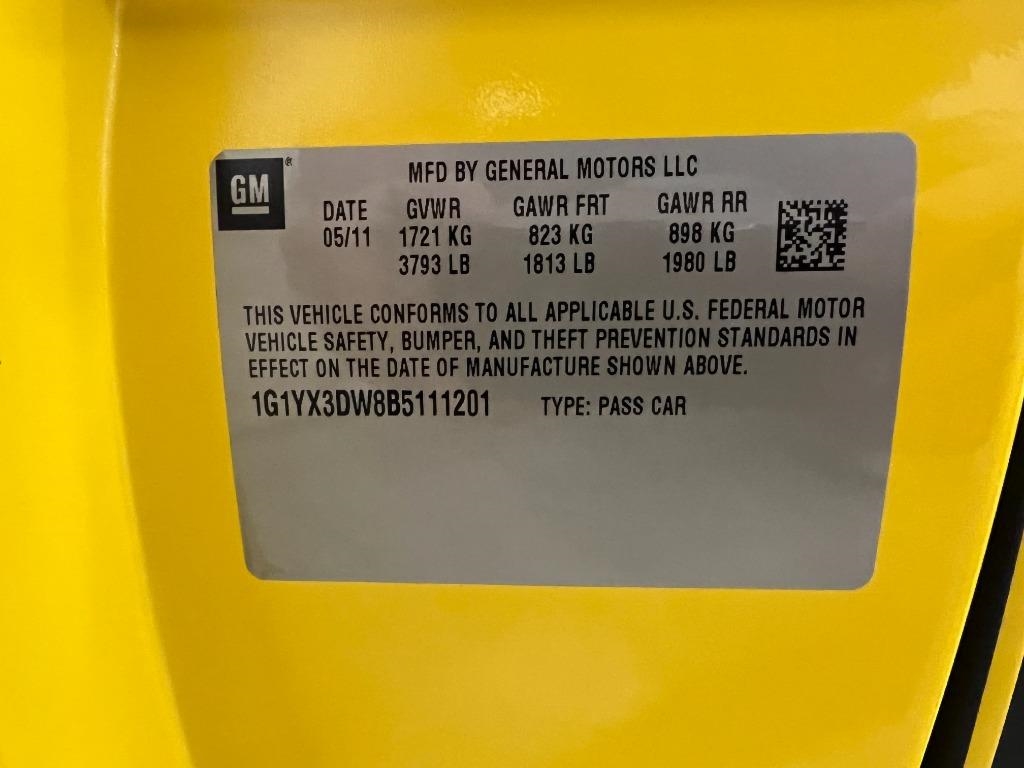 GM ®
MFD BY GENERAL MOTORS LLC
DATE GVWR GAWR FRT GAWR RR
05/11 1721 KG 823 KG 898 KG
3793 LB 1813 LB 1980 LB
THIS VEHICLE CONFORMS TO ALL APPLICABLE U.S. FEDERAL MOTOR
VEHICLE SAFETY, BUMPER, AND THEFT PREVENTION STANDARDS IN
EFFECT ON THE DATE OF MANUFACTURE SHOWN ABOVE.
1G1YX3DW8B5111201 TYPE: PASS CAR